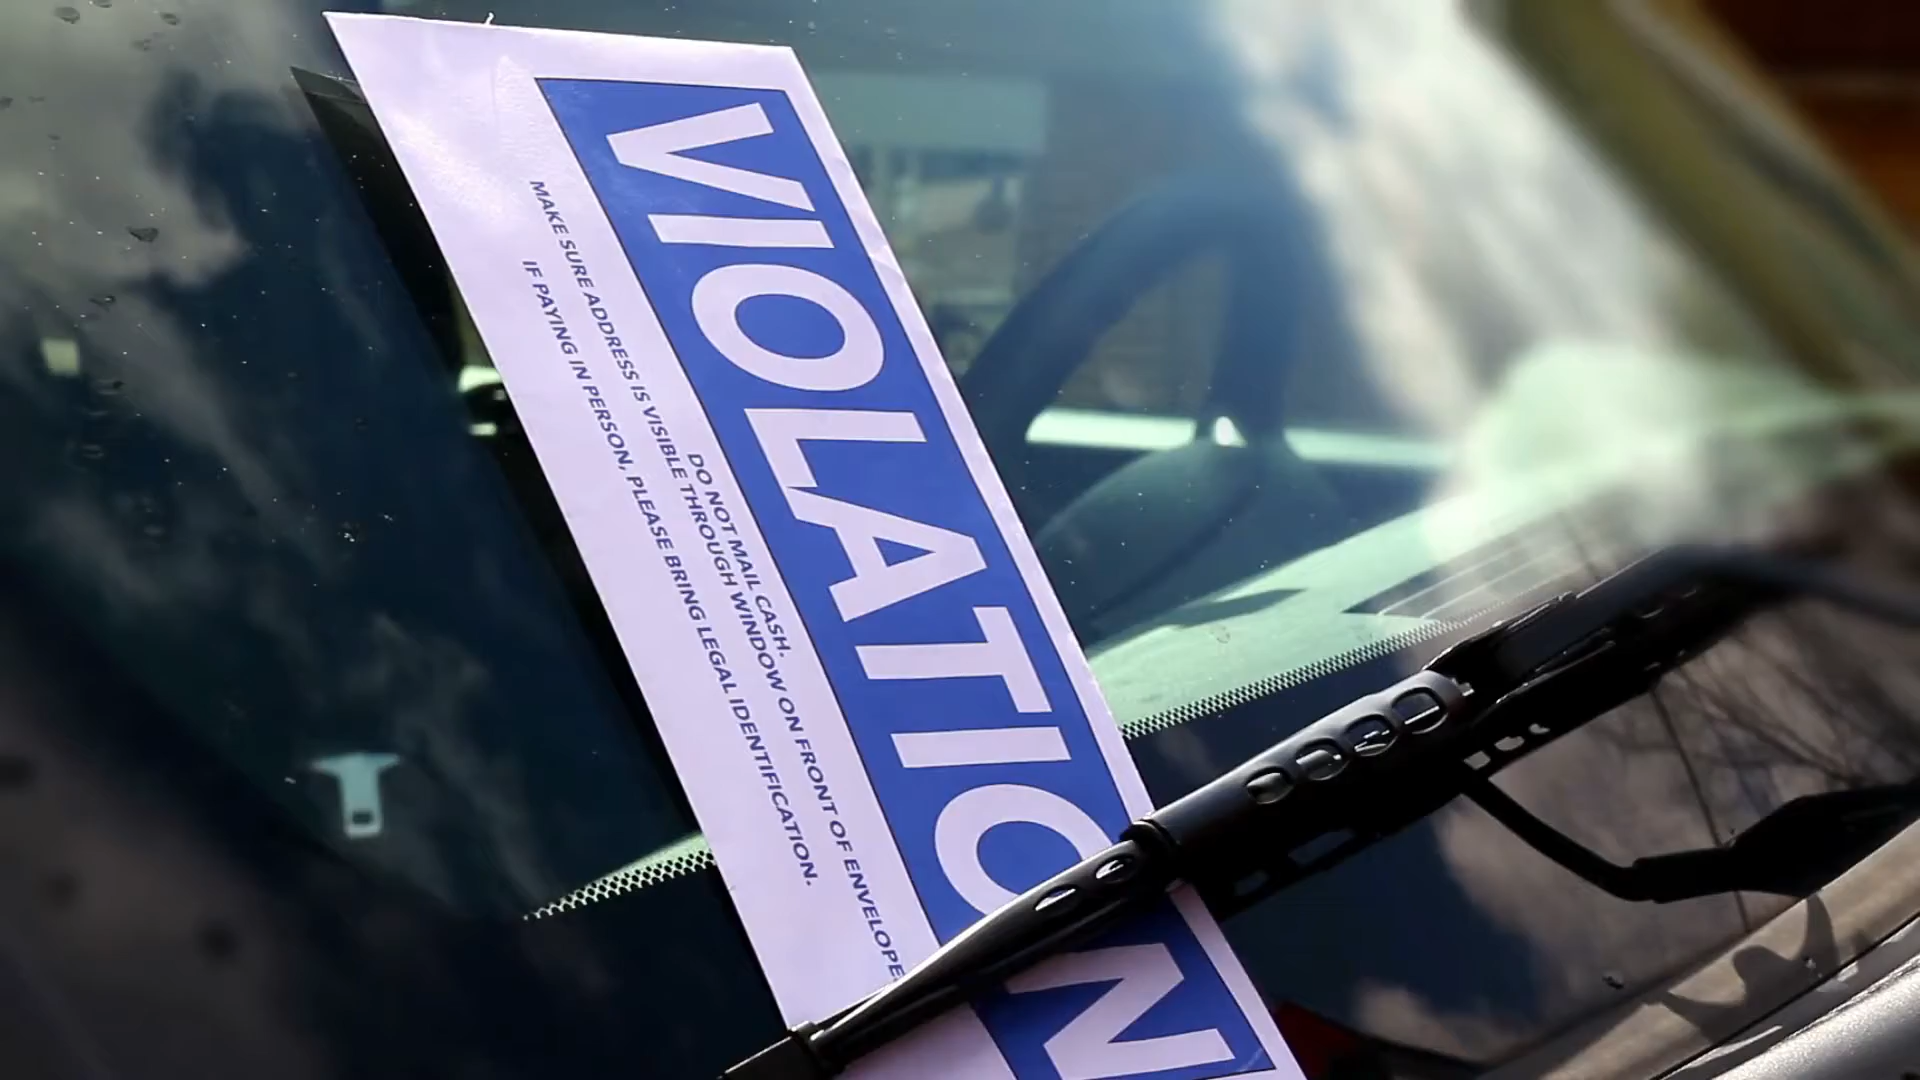 VIOLATION
DO NOT MAIL CASH.
MAKE SURE ADDRESS IS VISIBLE THROUGH WINDOW ON FRONT OF ENVELOPE.
IF PAYING IN PERSON, PLEASE BRING LEGAL IDENTIFICATION.